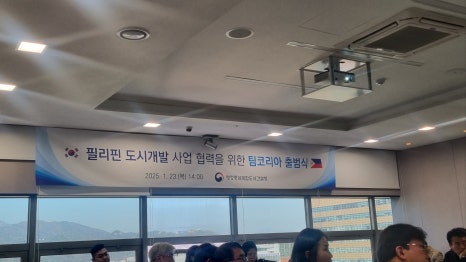 필리핀 도시개발 사업 협력을 위한 팀코리아 출범식
2025. 1. 23.(목) 14:00